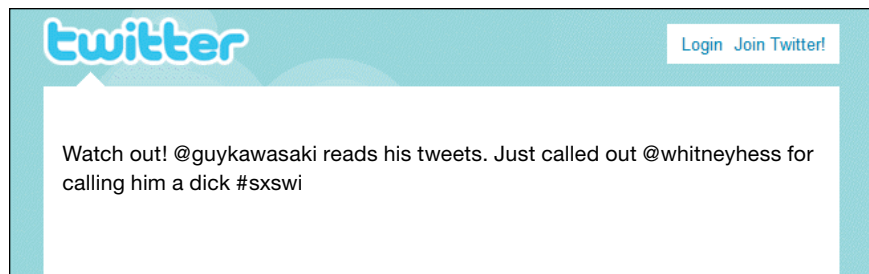 twitter
Login Join Twitter!
Watch out! @guykawasaki reads his tweets. Just called out @whitneyhess for
calling him a dick #sxswi